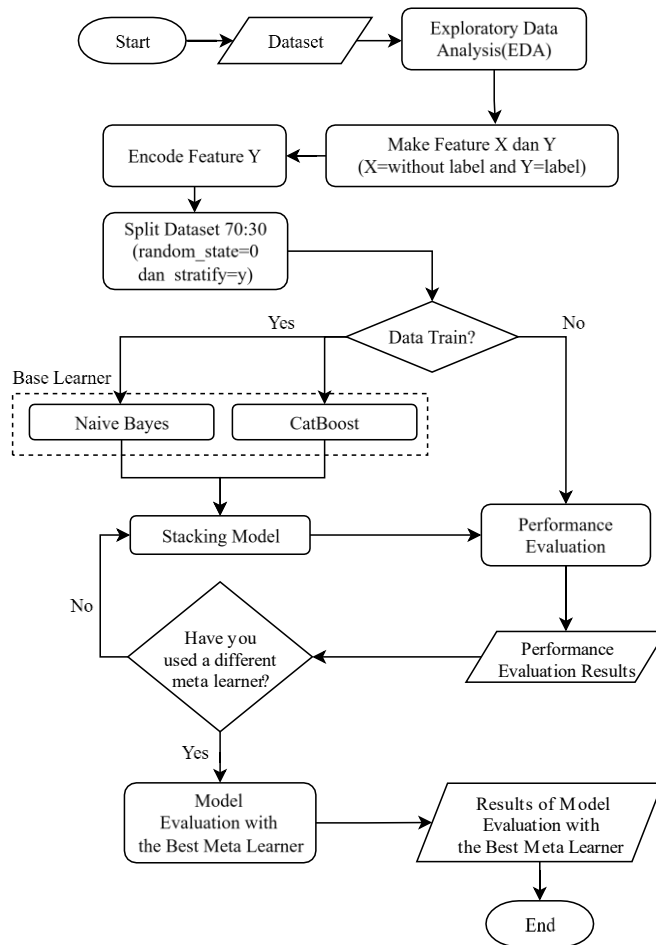 Start
Dataset
Exploratory Data
Analysis(EDA)
Make Feature X dan Y
(X=without label and Y=label)
Encode Feature Y
Split Dataset 70:30
(random_state=0
dan stratify=y)
Data Train?
Yes
No
Base Learner
Naive Bayes
CatBoost
Stacking Model
Performance
Evaluation
No
Have you
used a different
meta learner?
Performance
Evaluation Results
Yes
Model
Evaluation with
the Best Meta Learner
Results of Model
Evaluation with
the Best Meta Learner
End